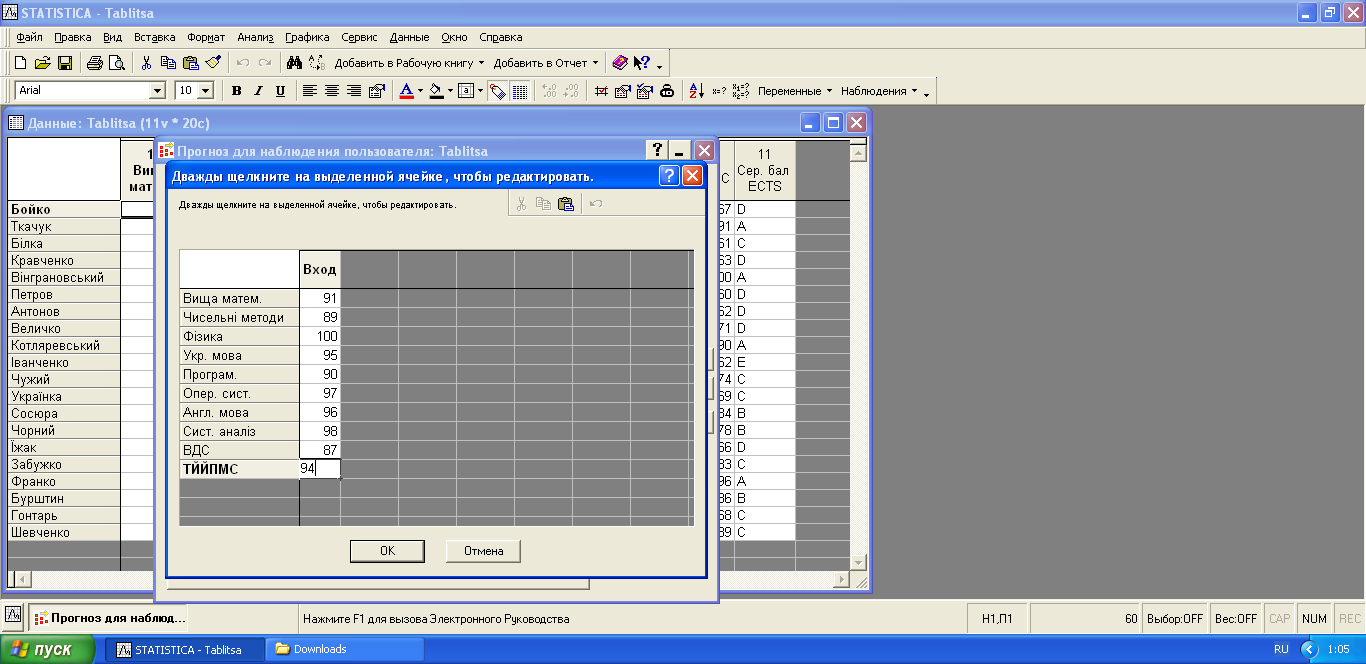 STATISTICA - Tablitsa
Файл Правка Вид Вставка Формат Анализ Графика Сервис Данные Окно Справка
Добавить в Рабочую книгу Добавить в Отчет
Arial 10 B I U Переменные Наблюдения
Данные: Tablitsa (11v * 20c)
Прогноз для наблюдения пользователя: Tablitsa
Дважды щелкните на выделенной ячейке, чтобы редактировать.
Дважды щелкните на выделенной ячейке, чтобы редактировать.
11
Сер. бал
ECTS
Вход
Вища матем. 91
Чисельні методи 89
Фізика 100
Укр. мова 95
Програм. 90
Опер. сист. 97
Англ. мова 96
Сист. аналіз 98
ВДС 87
ТЙЙПМС 94
OK Отмена
Бойко D
Ткачук A
Білка C
Кравченко D
Вінграновський A
Петров D
Антонов D
Величко D
Котляревський A
Іванченко E
Чужий C
Українка C
Сосюра B
Чорний B
Їжак D
Забужко C
Франко A
Бурштин B
Гонтарь C
Шевченко C
Прогноз для наблюд...
Нажмите F1 для вызова Электронного Руководства
Н1,П1 60 Выбор:OFF Вес:OFF CAP NUM REC
пуск STATISTICA - Tablitsa Downloads RU 1:05